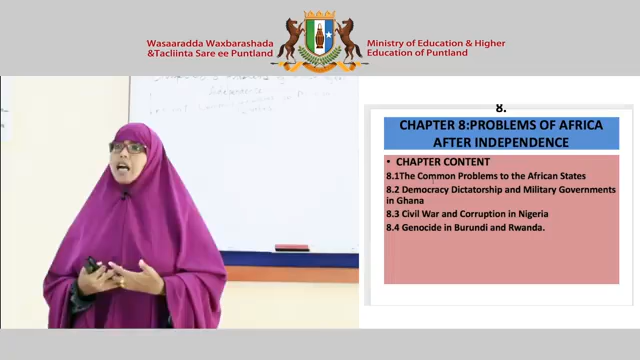 Wasaaradda Waxbarashada
&Tacliinta Sare ee Puntland
Ministry of Education & Higher
Education of Puntland
8.
CHAPTER 8:PROBLEMS OF AFRICA
AFTER INDEPENDENCE
• CHAPTER CONTENT
8.1The Common Problems to the African States
8.2 Democracy Dictatorship and Military Governments
in Ghana
8.3 Civil War and Corruption in Nigeria
8.4 Genocide in Burundi and Rwanda.